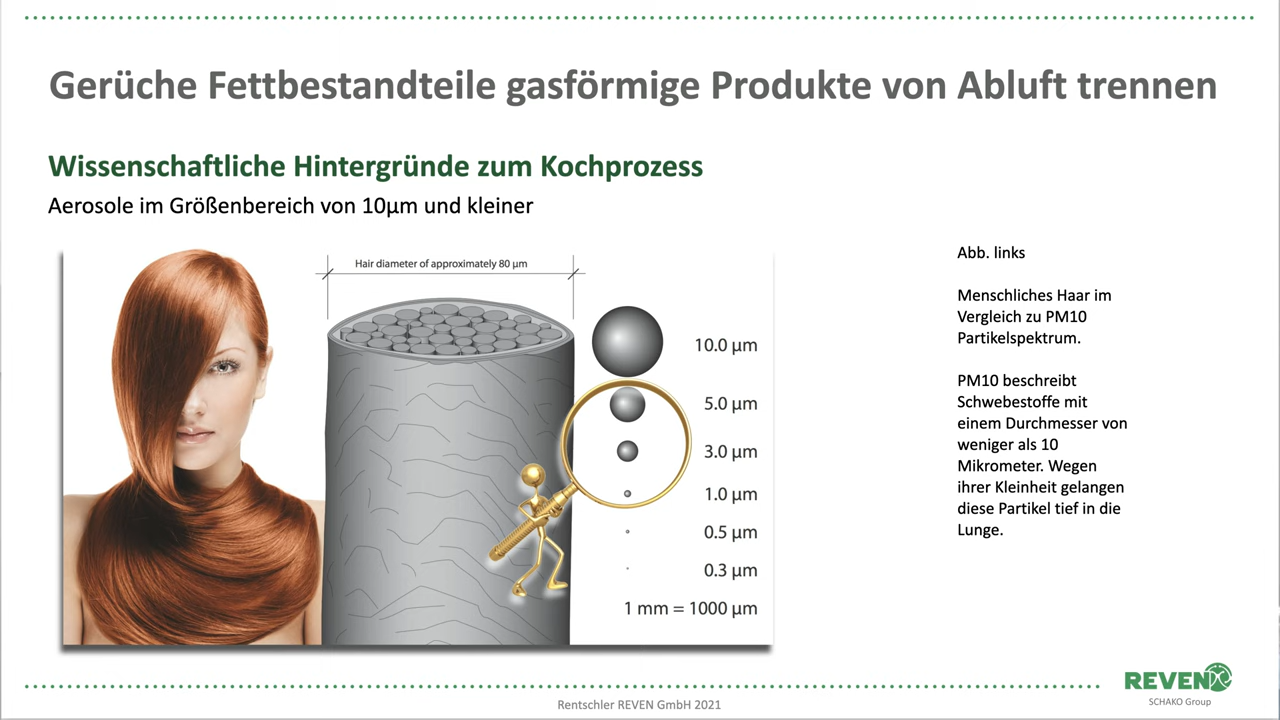 Gerüche Fettbestandteile gasförmige Produkte von Abluft trennen
Wissenschaftliche Hintergründe zum Kochprozess
Aerosole im Größenbereich von 10µm und kleiner
Hair diameter of approximately 80 µm
10.0 µm
5.0 µm
3.0 µm
1.0 µm
0.5 µm
0.3 µm
1 mm = 1000 µm
Abb. links
Menschliches Haar im
Vergleich zu PM10
Partikelspektrum.
PM10 beschreibt
Schwebestoffe mit
einem Durchmesser von
weniger als 10
Mikrometer. Wegen
ihrer Kleinheit gelangen
diese Partikel tief in die
Lunge.
REVEN
SCHAKO Group
Rentschler REVEN GmbH 2021